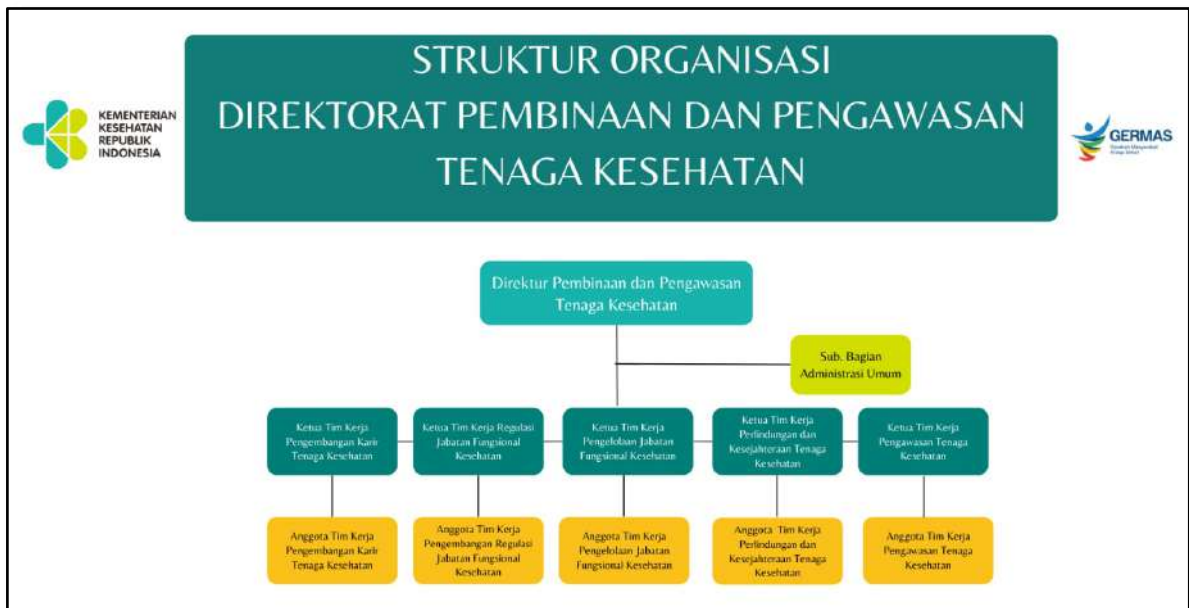 STRUKTUR ORGANISASI
DIREKTORAT PEMBINAAN DAN PENGAWASAN
TENAGA KESEHATAN
KEMENTERIAN
KESEHATAN
REPUBLIK
INDONESIA
GERMAS
Direktur Pembinaan dan Pengawasan
Tenaga Kesehatan
Sub. Bagian
Administrasi Umum
Ketua Tim Kerja
Pengembangan Karir
Tenaga Kesehatan
Ketua Tim Kerja Regulasi
Jabatan Fungsional
Kesehatan
Ketua Tim Kerja
Pengelolaan Jabatan
Fungsional Kesehatan
Ketua Tim Kerja
Perlindungan dan
Kesejahteraan Tenaga
Kesehatan
Ketua Tim Kerja
Pengawasan Tenaga
Kesehatan
Anggota Tim Kerja
Pengembangan Karir
Tenaga Kesehatan
Anggota Tim Kerja
Pengembangan Regulasi
Jabatan Fungsional
Kesehatan
Anggota Tim Kerja
Pengelolaan Jabatan
Fungsional Kesehatan
Anggota Tim Kerja
Perlindungan dan
Kesejahteraan Tenaga
Kesehatan
Anggota Tim Kerja
Pengawasan Tenaga
Kesehatan